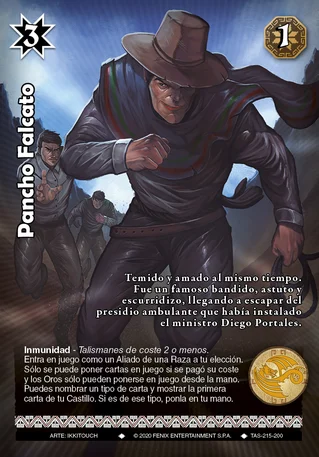 3
1
Pancho Falcato
Temido y amado al mismo tiempo.
Fue un famoso bandido, astuto y
escurridizo, llegando a escapar del
presidio ambulante que había instalado
el ministro Diego Portales.
Inmunidad - Talismanes de coste 2 o menos.
Entra en juego como un Aliado de una Raza a tu elección.
Sólo se puede poner cartas en juego si se pagó su coste
y los Oros sólo pueden ponerse en juego desde la mano.
Puedes nombrar un tipo de carta y mostrar la primera
carta de tu Castillo. Si es de ese tipo, ponla en tu mano.
ARTE: IKKITOUCH ◆ © 2020 FENIX ENTERTAINMENT S.P.A. ◆ TAS-215-200